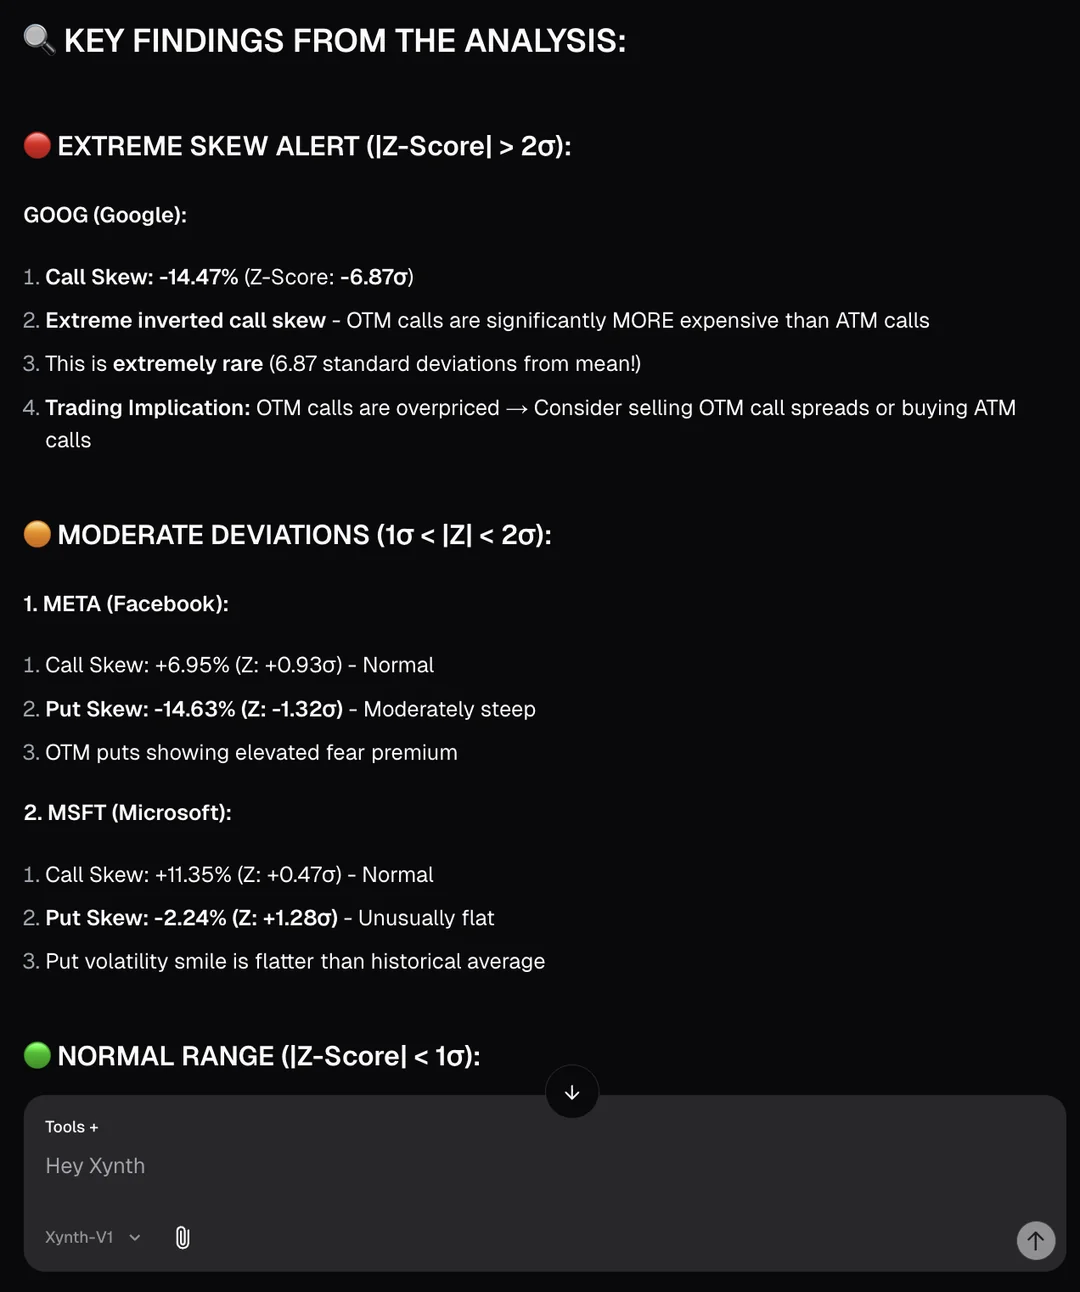 🔍 KEY FINDINGS FROM THE ANALYSIS:
🔴 EXTREME SKEW ALERT (|Z-Score| > 2σ):
GOOG (Google):
1. Call Skew: -14.47% (Z-Score: -6.87σ)
2. Extreme inverted call skew - OTM calls are significantly MORE expensive than ATM calls
3. This is extremely rare (6.87 standard deviations from mean!)
4. Trading Implication: OTM calls are overpriced → Consider selling OTM call spreads or buying ATM
calls
🟠 MODERATE DEVIATIONS (1σ < |Z| < 2σ):
1. META (Facebook):
1. Call Skew: +6.95% (Z: +0.93σ) - Normal
2. Put Skew: -14.63% (Z: -1.32σ) - Moderately steep
3. OTM puts showing elevated fear premium
2. MSFT (Microsoft):
1. Call Skew: +11.35% (Z: +0.47σ) - Normal
2. Put Skew: -2.24% (Z: +1.28σ) - Unusually flat
3. Put volatility smile is flatter than historical average
🟢 NORMAL RANGE (|Z-Score| < 1σ):
Tools +
Hey Xynth
Xynth-V1